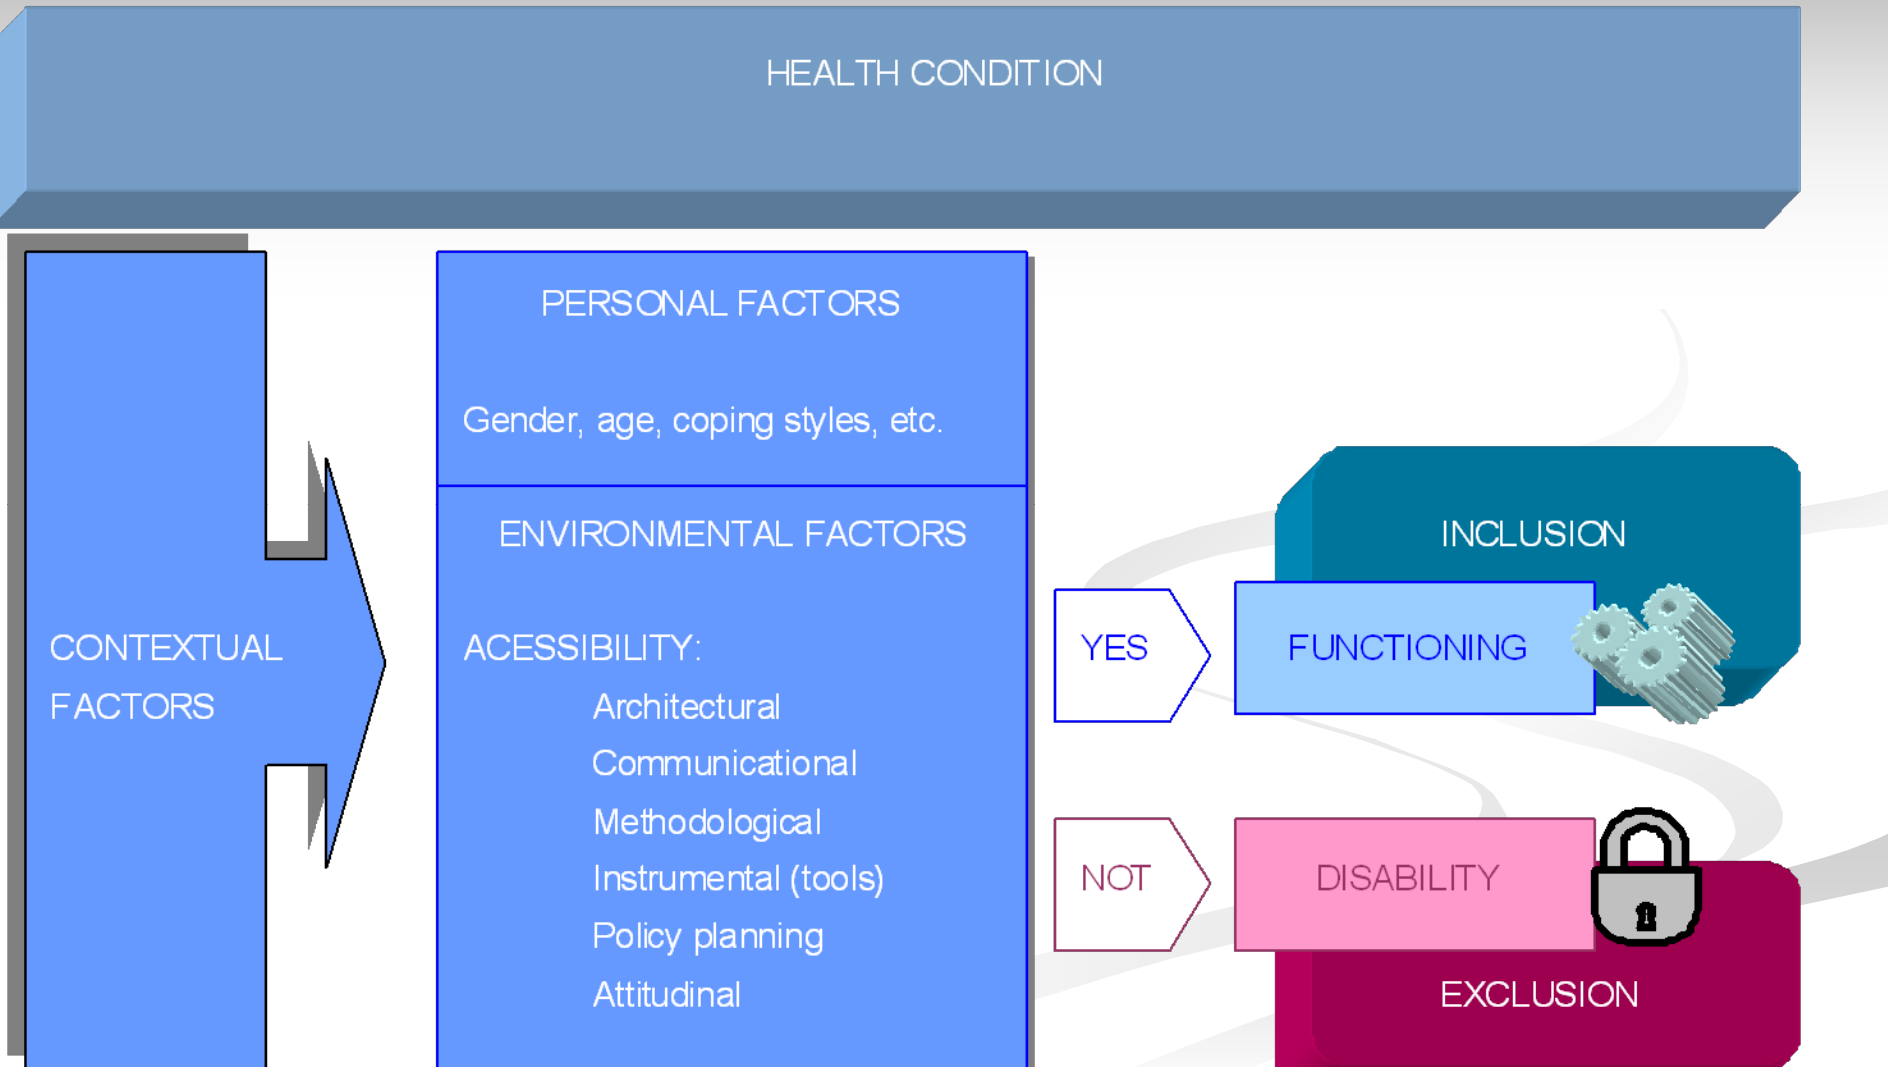 HEALTH CONDITION
CONTEXTUAL
FACTORS
PERSONAL FACTORS
Gender, age, coping styles, etc.
ENVIRONMENTAL FACTORS
ACESSIBILITY:
Architectural
Communicational
Methodological
Instrumental (tools)
Policy planning
Attitudinal
YES
FUNCTIONING
INCLUSION
NOT
DISABILITY
EXCLUSION